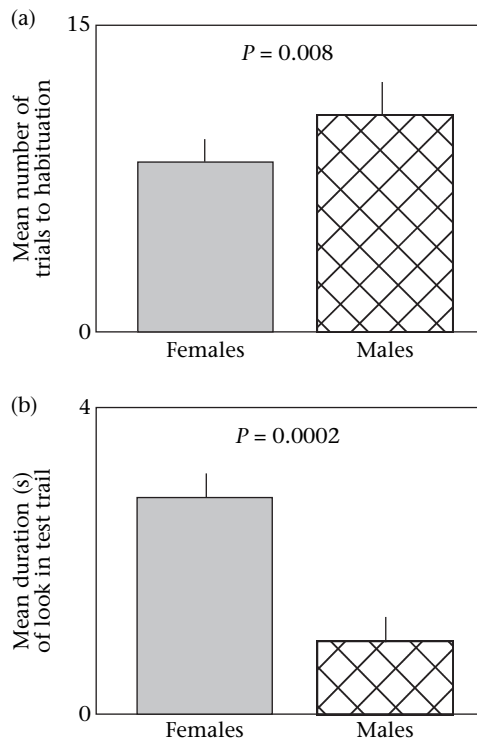 (a)
15
P = 0.008
Mean number of
trials to habituation
0
Females Males
(b)
4
P = 0.0002
Mean duration (s)
of look in test trail
0
Females Males